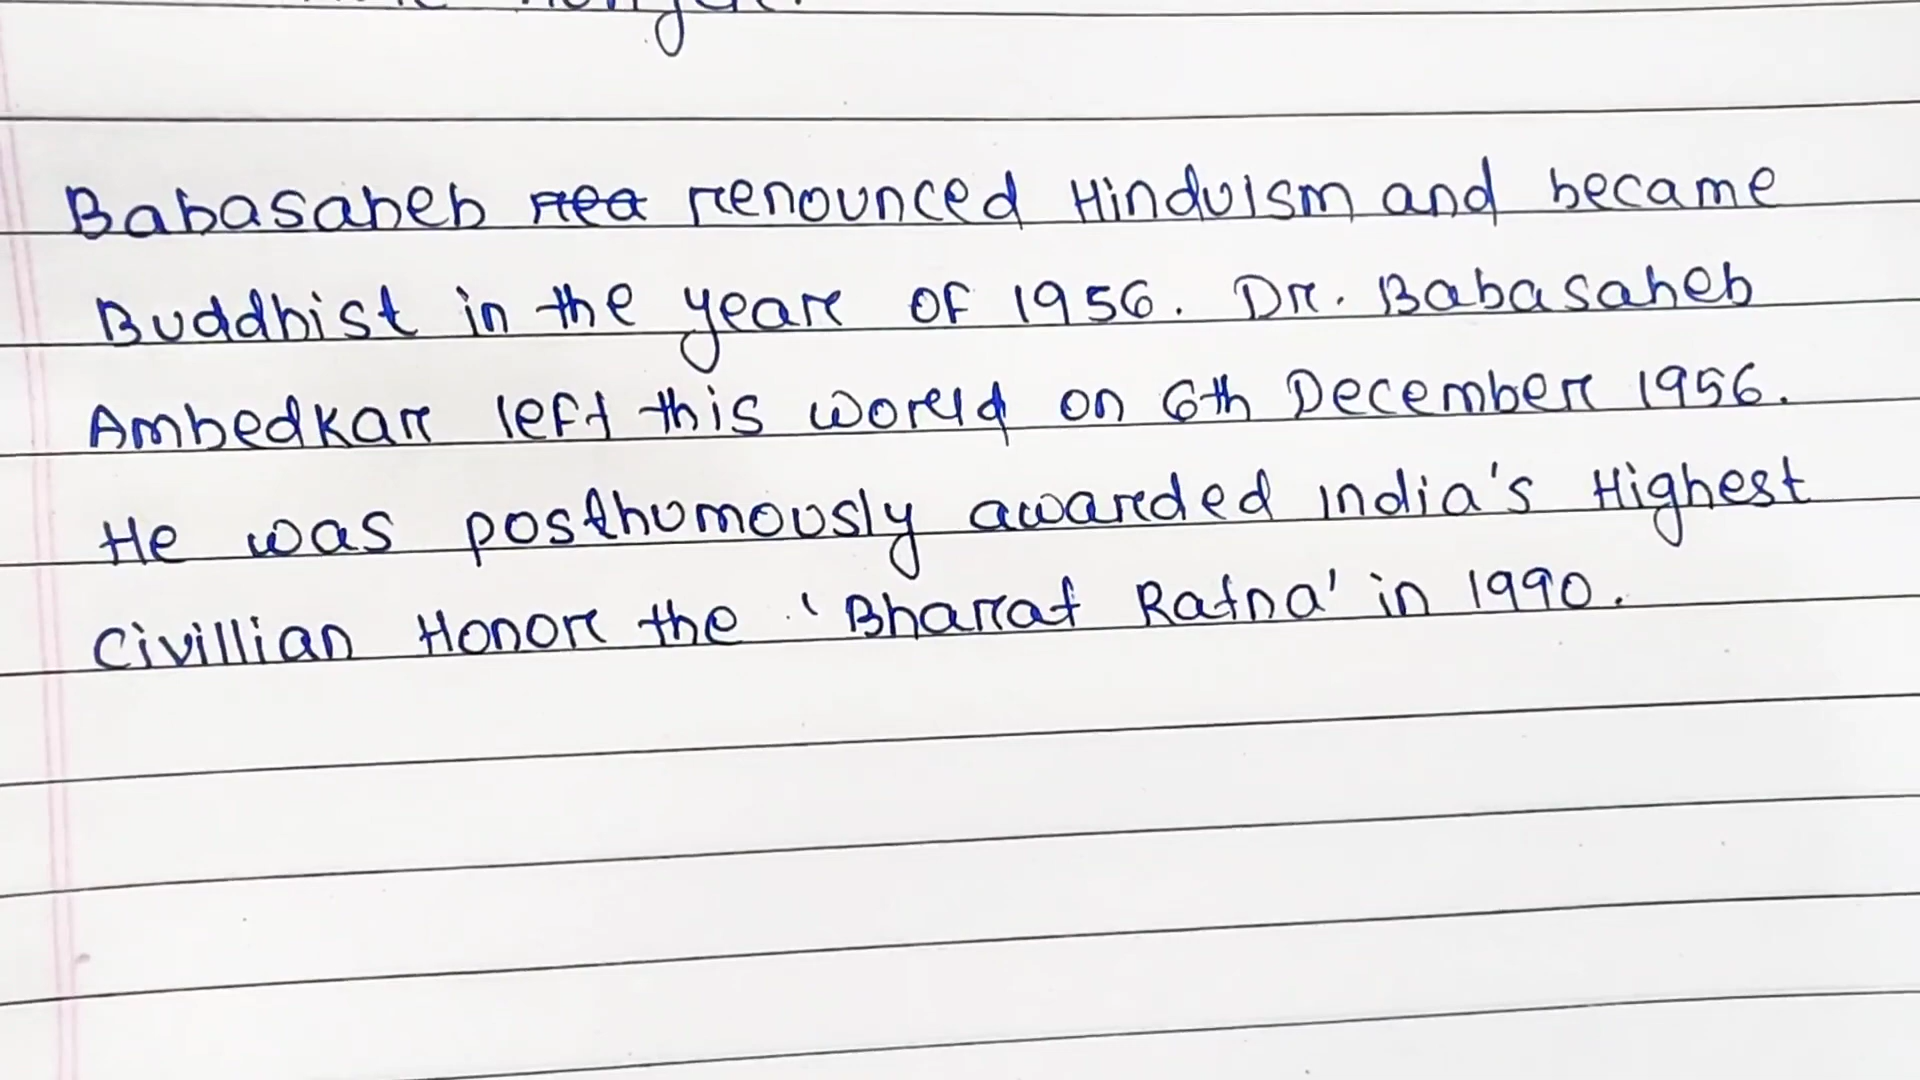 Babasaheb renounced Hinduism and became
Buddhist in the year of 1956. Dr. Babasaheb
Ambedkar left this world on 6th December 1956.
He was posthumously awarded India's Highest
Civillian Honor the 'Bharat Ratna' in 1990.